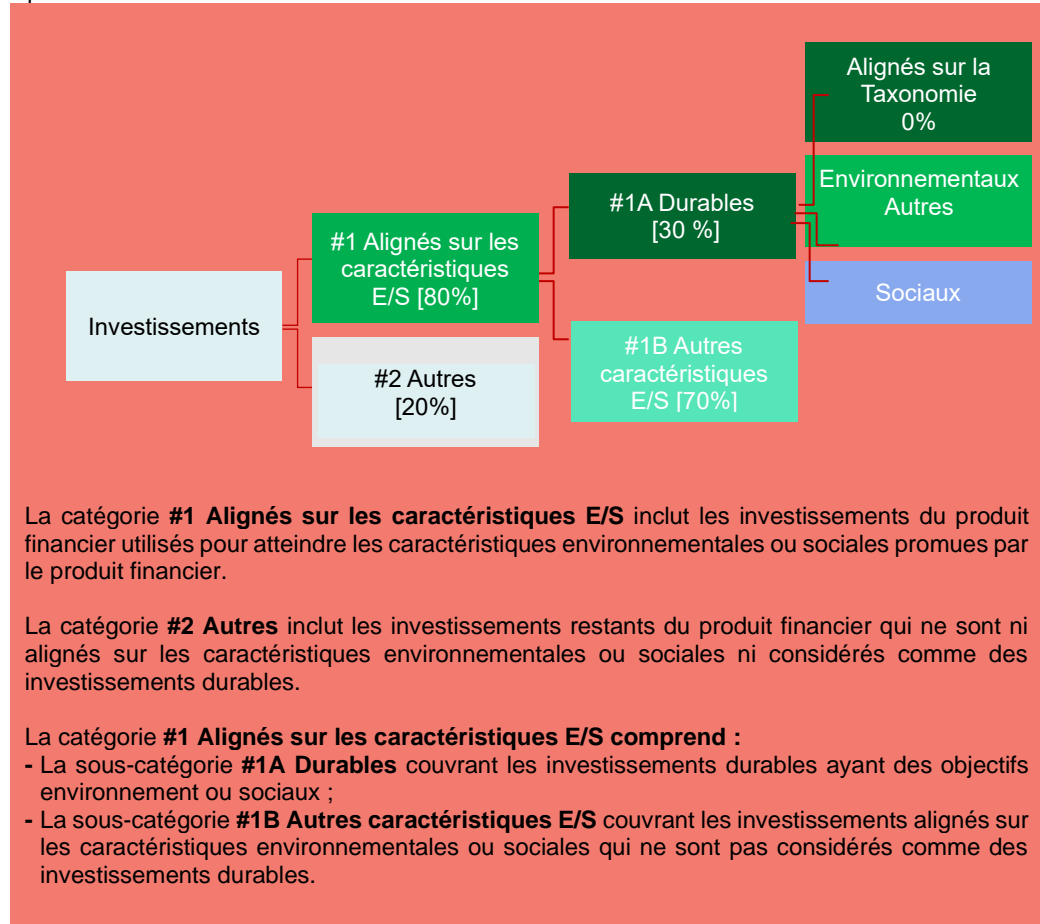 Alignés sur la
Taxonomie
0%
Environnementaux
Autres
#1A Durables
[30 %]
#1 Alignés sur les
caractéristiques
E/S [80%]
Sociaux
Investissements
#1B Autres
caractéristiques
E/S [70%]
#2 Autres
[20%]
La catégorie #1 Alignés sur les caractéristiques E/S inclut les investissements du produit
financier utilisés pour atteindre les caractéristiques environnementales ou sociales promues par
le produit financier.
La catégorie #2 Autres inclut les investissements restants du produit financier qui ne sont ni
alignés sur les caractéristiques environnementales ou sociales ni considérés comme des
investissements durables.
La catégorie #1 Alignés sur les caractéristiques E/S comprend :
- La sous-catégorie #1A Durables couvrant les investissements durables ayant des objectifs
environnement ou sociaux ;
- La sous-catégorie #1B Autres caractéristiques E/S couvrant les investissements alignés sur
les caractéristiques environnementales ou sociales qui ne sont pas considérés comme des
investissements durables.